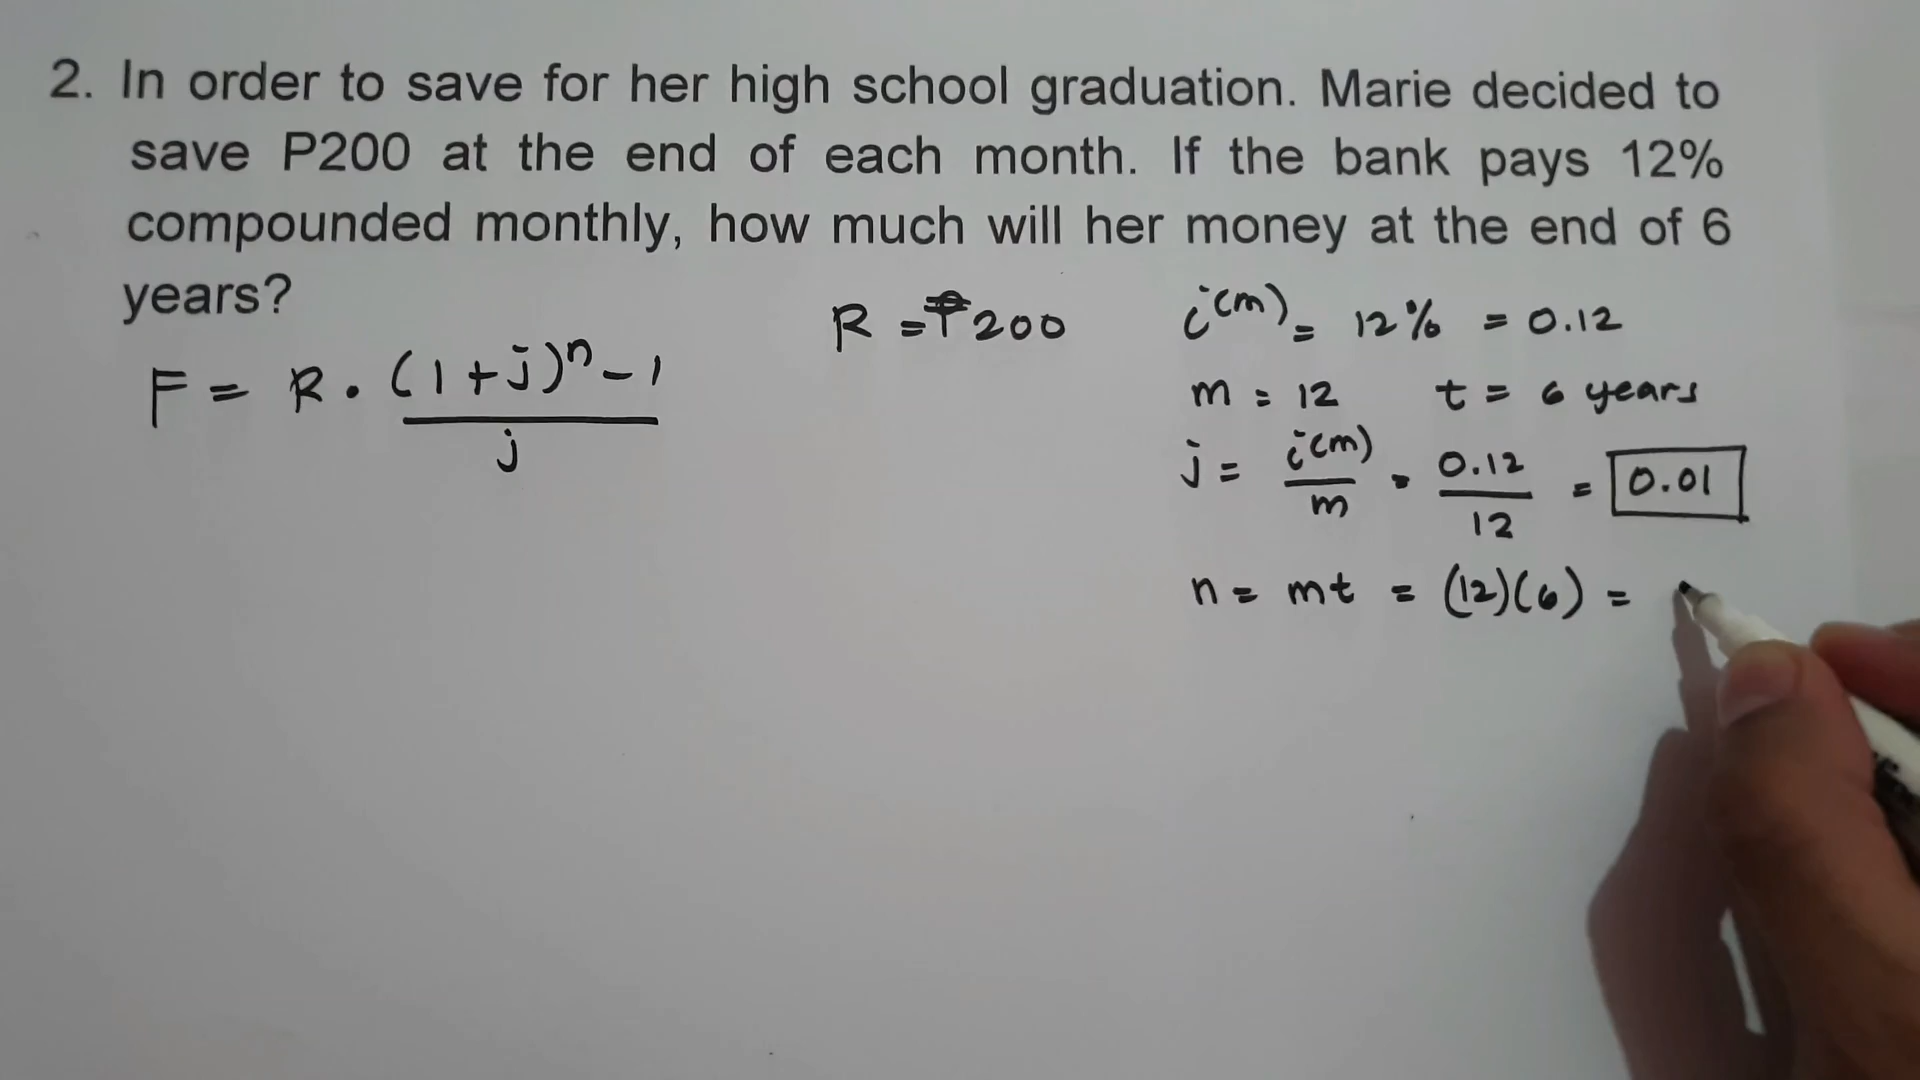 2. In order to save for her high school graduation. Marie decided to
save P200 at the end of each month. If the bank pays 12%
compounded monthly, how much will her money at the end of 6
years?
R = ₱200
i^(m) = 12% = 0.12
F = R · ((1+j)^n - 1) / j
m = 12 t = 6 years
j = i^(m)/m = 0.12/12 = 0.01
n = mt = (12)(6) =